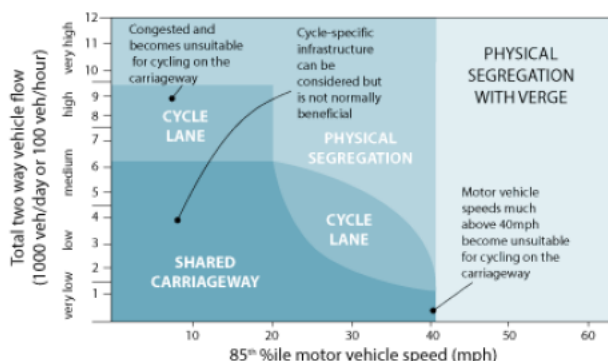 Total two way vehicle flow
(1000 veh/day or 100 veh/hour)
very high
high
medium
low
very low
12
11
10
9
8
7
6
5
4
3
2
1
Congested and
becomes unsuitable
for cycling on the
carriageway
Cycle-specific
infrastructure
can be
considered but
is not normally
beneficial
PHYSICAL
SEGREGATION
WITH VERGE
CYCLE
LANE
PHYSICAL
SEGREGATION
CYCLE
LANE
Motor vehicle
speeds much
above 40mph
become unsuitable
for cycling on the
carriageway
SHARED
CARRIAGEWAY
10
20
30
40
50
60
85th %ile motor vehicle speed (mph)